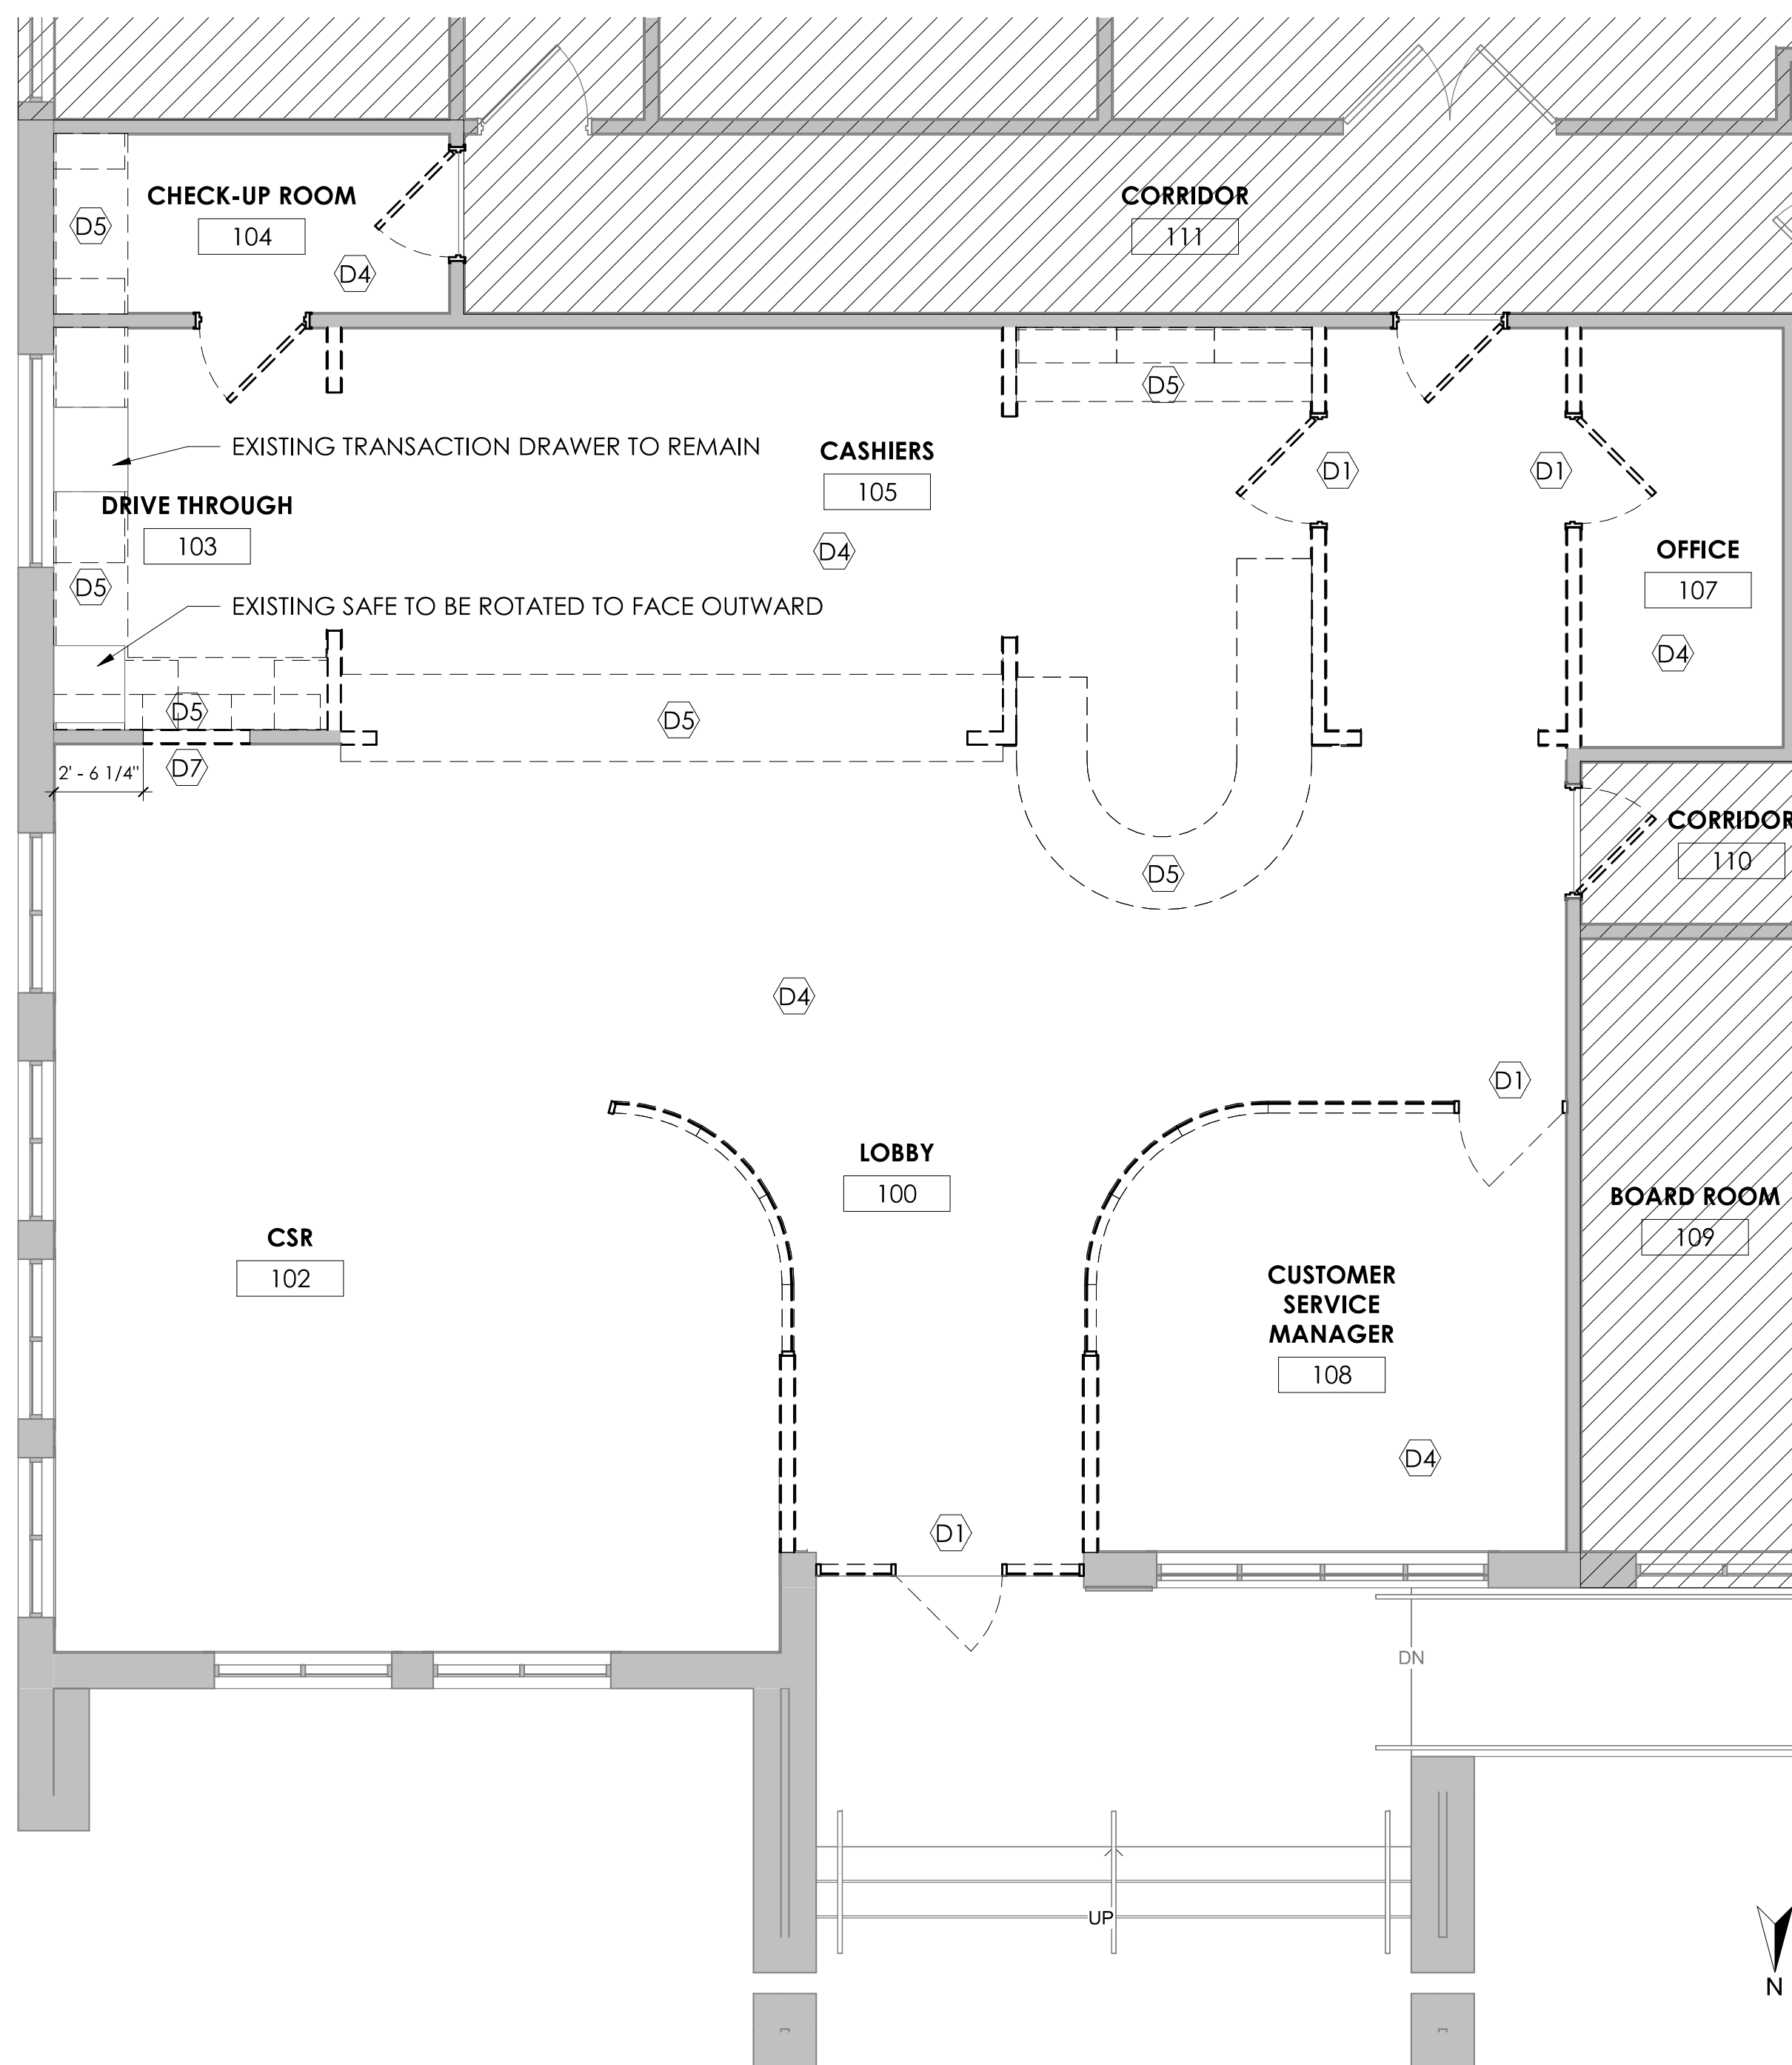 CHECK-UP ROOM
104
D5
D4
CORRIDOR
111
EXISTING TRANSACTION DRAWER TO REMAIN
CASHIERS
105
D5
D1
D1
DRIVE THROUGH
103
D4
OFFICE
107
D5
EXISTING SAFE TO BE ROTATED TO FACE OUTWARD
D4
D5
D5
D7
2' - 6 1/4"
CORRIDOR
110
D5
D4
D1
LOBBY
100
BOARD ROOM
109
CSR
102
CUSTOMER
SERVICE
MANAGER
108
D4
D1
DN
UP
N